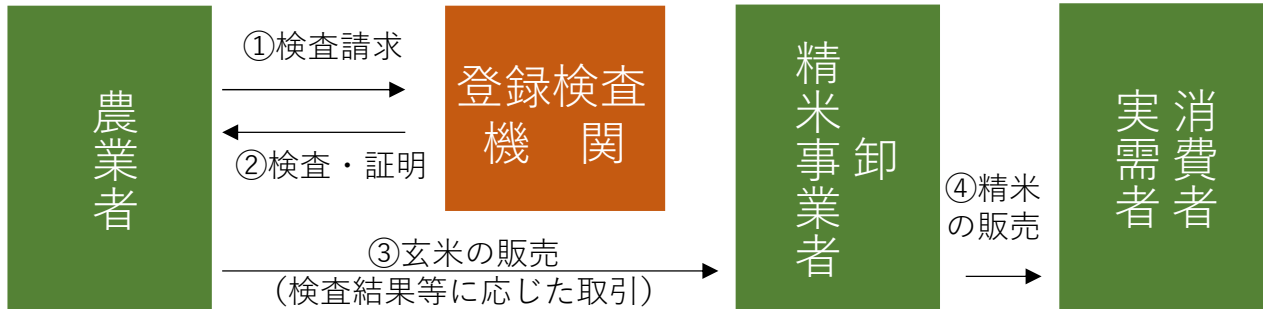 農業者
①検査請求
②検査・証明
登録検査
機　関
③玄米の販売
（検査結果等に応じた取引）
卸
精米事業者
④精米
の販売
消費者
実需者